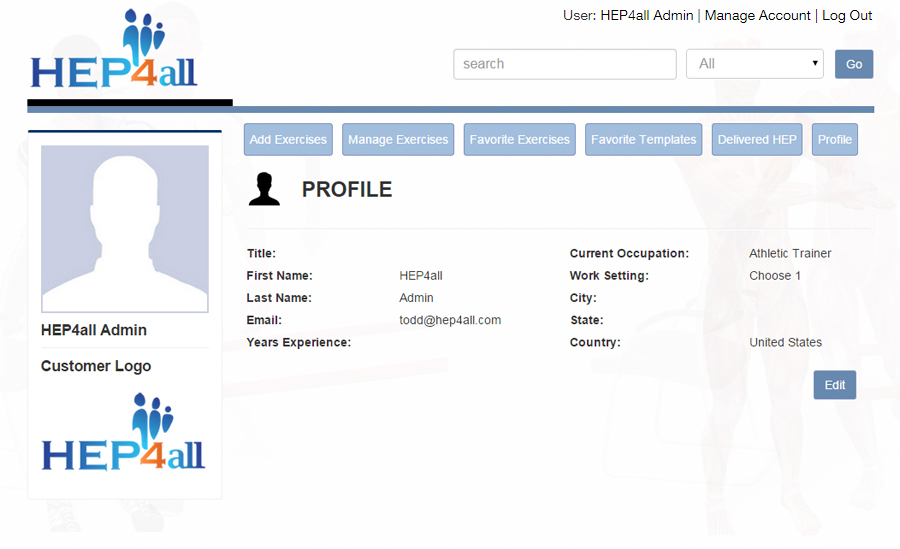 HEP4all
User: HEP4all Admin | Manage Account | Log Out
search
All
Go
Add Exercises
Manage Exercises
Favorite Exercises
Favorite Templates
Delivered HEP
Profile
PROFILE
Title:
First Name: HEP4all
Last Name: Admin
Email: todd@hep4all.com
Years Experience:
Current Occupation: Athletic Trainer
Work Setting: Choose 1
City:
State:
Country: United States
Edit
HEP4all Admin
Customer Logo
HEP4all